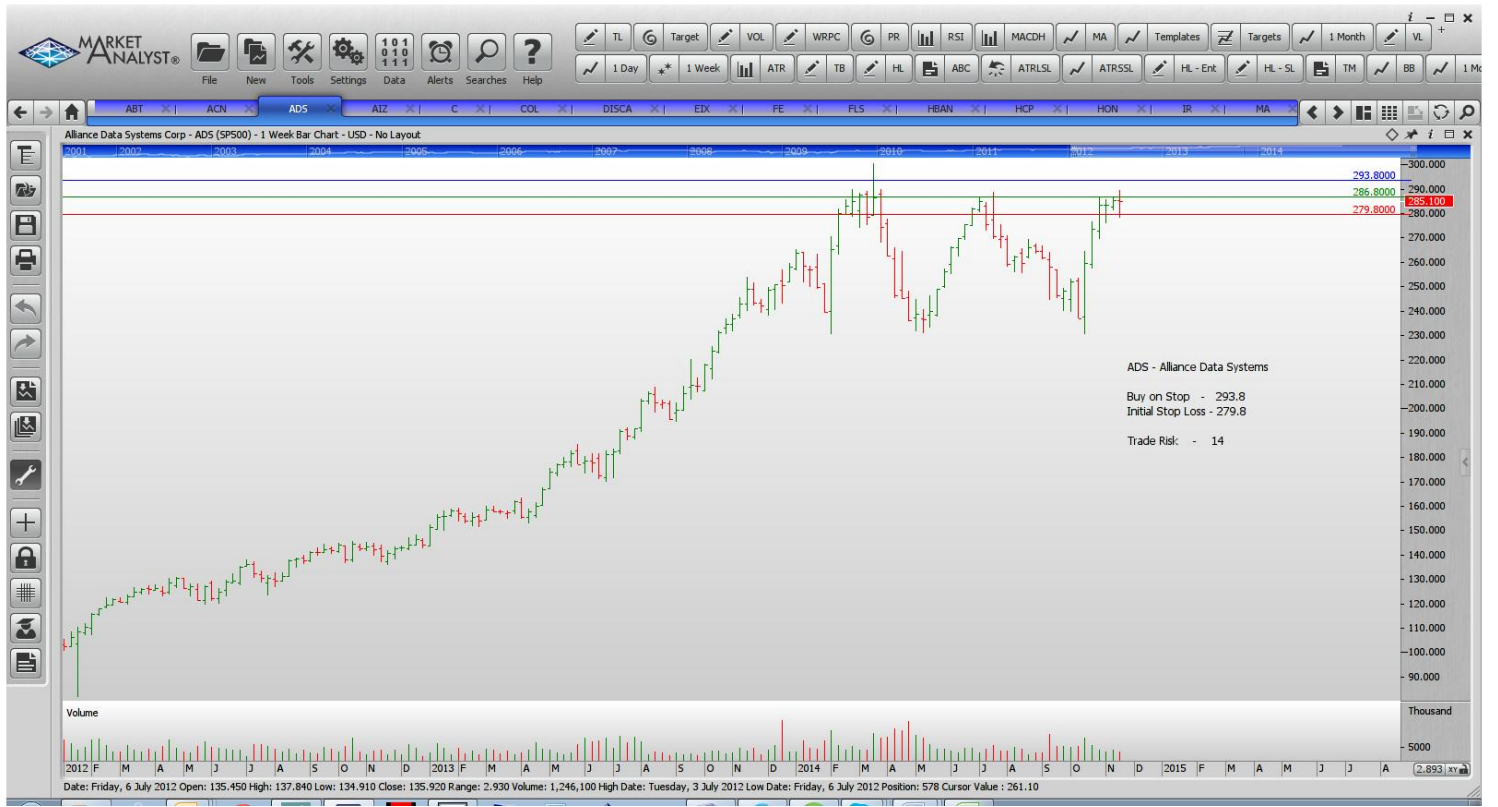 i
MARKET ANALYST®
File New Tools Settings Data Alerts Searches Help
TL Target VOL WRPC PR RSI MACDH MA Templates Targets 1 Month VL
1 Day 1 Week ATR TB HL ABC ATRLSL ATRSSL HL - Ent HL - SL TM BB 1 Mo
ABT ACN ADS AIZ C COL DISCA EIX FE FLS HBAN HCP HON IR MA
Alliance Data Systems Corp - ADS (SP500) - 1 Week Bar Chart - USD - No Layout
2001 2002 2003 2004 2005 2006 2007 2008 2009 2010 2011 2012 2013 2014
300.000
293.8000
290.000
286.8000
285.100
280.000
279.8000
270.000
260.000
250.000
240.000
230.000
220.000
210.000
200.000
190.000
180.000
170.000
160.000
150.000
140.000
130.000
120.000
110.000
100.000
90.000
ADS - Alliance Data Systems
Buy on Stop - 293.8
Initial Stop Loss - 279.8
Trade Risk - 14
Volume
Thousand
5000
2012 F M A M J J A S O N D 2013 F M A M J J A S O N D 2014 F M A M J J A S O N D 2015 F M A M J J A
2.893 XY
Date: Friday, 6 July 2012 Open: 135.450 High: 137.840 Low: 134.910 Close: 135.920 Range: 2.930 Volume: 1,246,100 High Date: Tuesday, 3 July 2012 Low Date: Friday, 6 July 2012 Position: 578 Cursor Value : 261.10